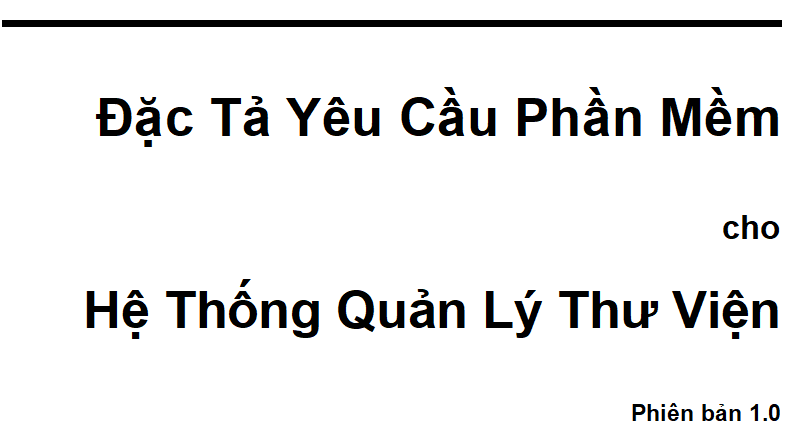 Đặc Tả Yêu Cầu Phần Mềm
cho
Hệ Thống Quản Lý Thư Viện
Phiên bản 1.0